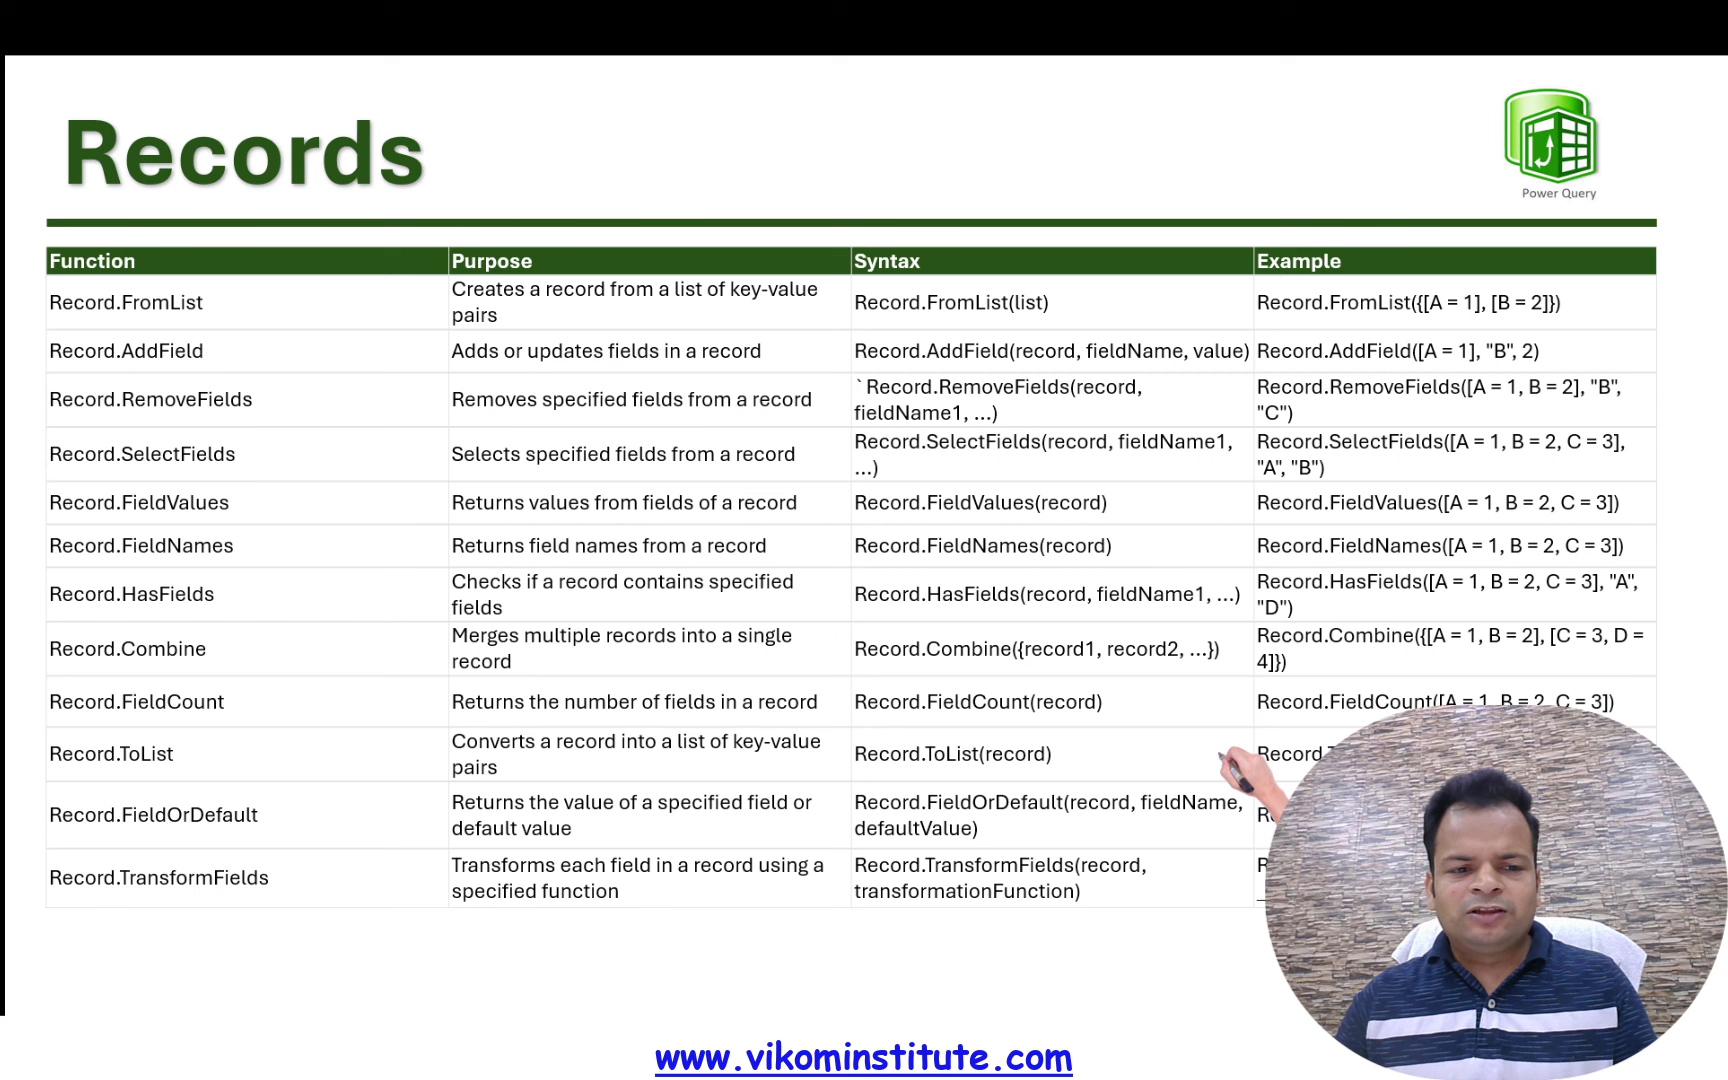 Records
Power Query
Function Purpose Syntax Example
Record.FromList Creates a record from a list of key-value pairs Record.FromList(list) Record.FromList({[A = 1], [B = 2]})
Record.AddField Adds or updates fields in a record Record.AddField(record, fieldName, value) Record.AddField([A = 1], "B", 2)
Record.RemoveFields Removes specified fields from a record `Record.RemoveFields(record, fieldName1, ...) Record.RemoveFields([A = 1, B = 2], "B", "C")
Record.SelectFields Selects specified fields from a record Record.SelectFields(record, fieldName1, ...) Record.SelectFields([A = 1, B = 2, C = 3], "A", "B")
Record.FieldValues Returns values from fields of a record Record.FieldValues(record) Record.FieldValues([A = 1, B = 2, C = 3])
Record.FieldNames Returns field names from a record Record.FieldNames(record) Record.FieldNames([A = 1, B = 2, C = 3])
Record.HasFields Checks if a record contains specified fields Record.HasFields(record, fieldName1, ...) Record.HasFields([A = 1, B = 2, C = 3], "A", "D")
Record.Combine Merges multiple records into a single record Record.Combine({record1, record2, ...}) Record.Combine({[A = 1, B = 2], [C = 3, D = 4]})
Record.FieldCount Returns the number of fields in a record Record.FieldCount(record) Record.FieldCount([A = 1, B = 2, C = 3])
Record.ToList Converts a record into a list of key-value pairs Record.ToList(record) Record
Record.FieldOrDefault Returns the value of a specified field or default value Record.FieldOrDefault(record, fieldName, defaultValue)
Record.TransformFields Transforms each field in a record using a specified function Record.TransformFields(record, transformationFunction)
www.vikominstitute.com